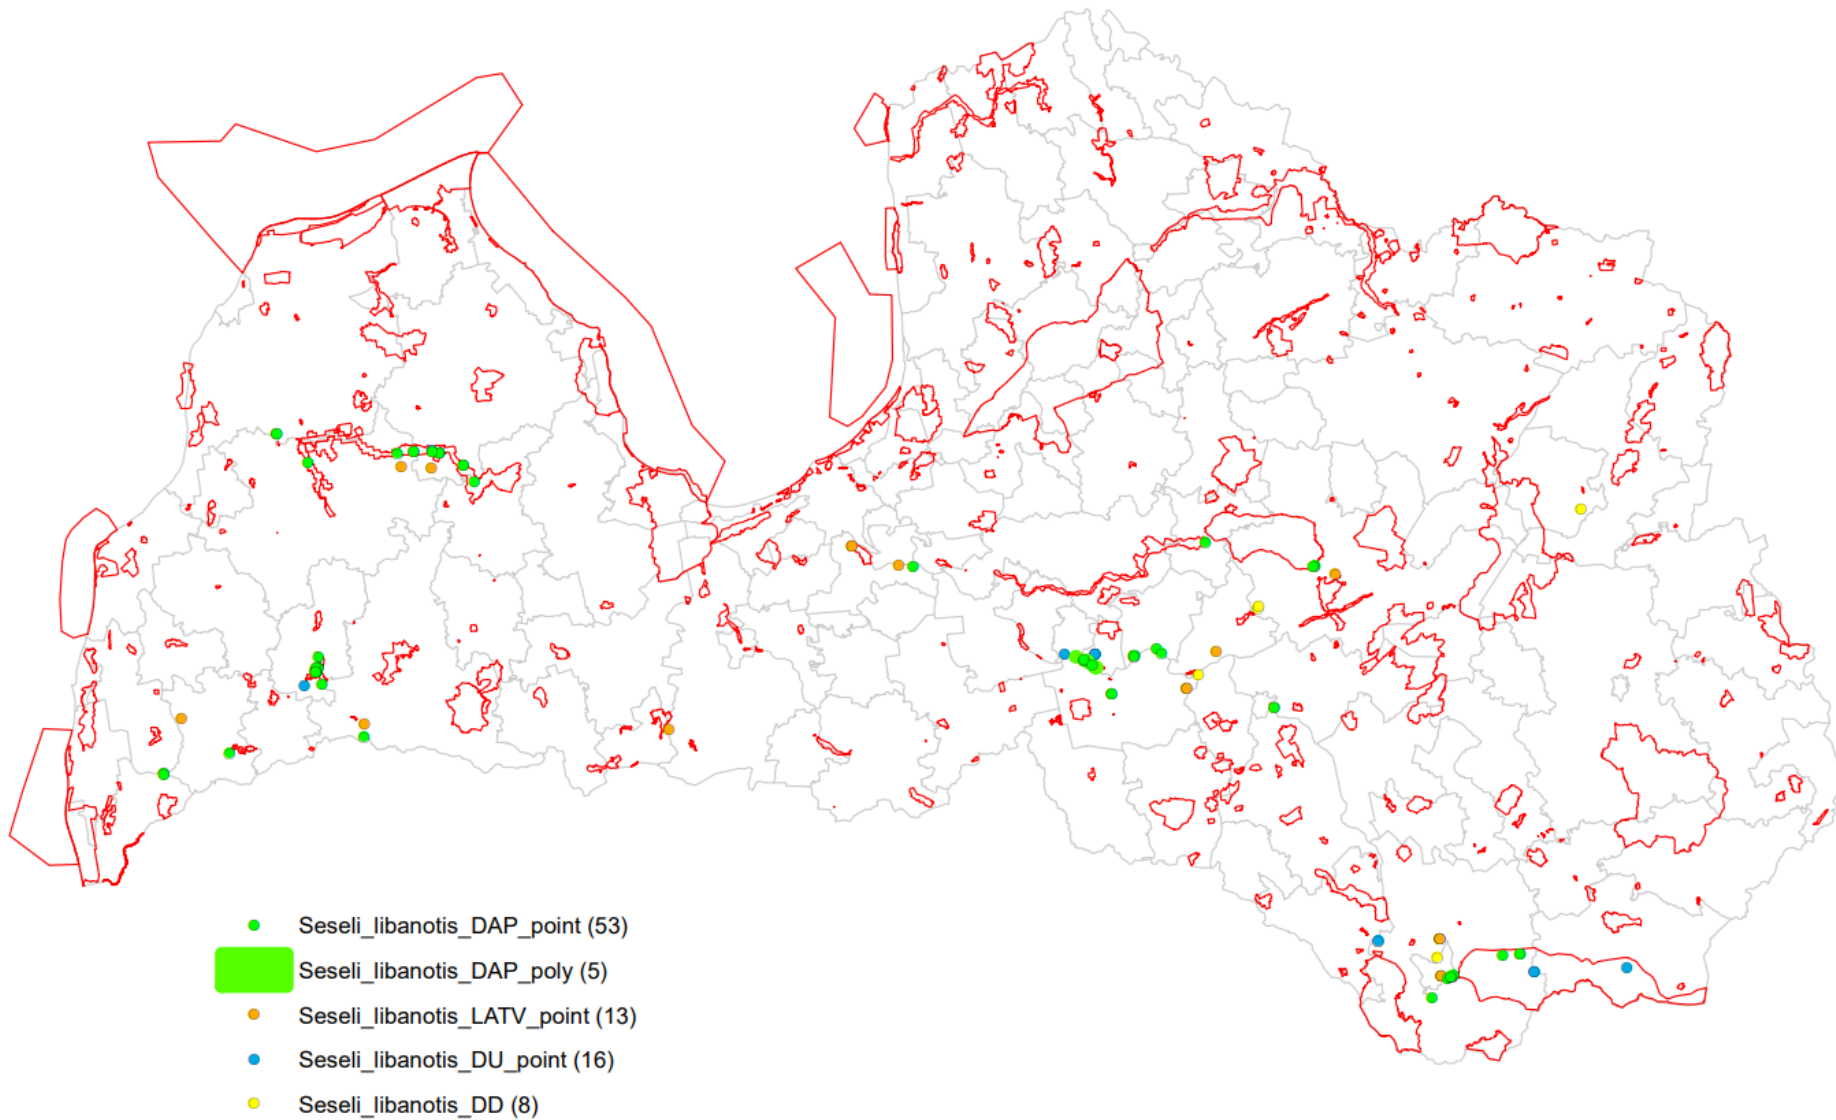 Seseli_libanotis_DAP_point (53)
Seseli_libanotis_DAP_poly (5)
Seseli_libanotis_LATV_point (13)
Seseli_libanotis_DU_point (16)
Seseli_libanotis_DD (8)